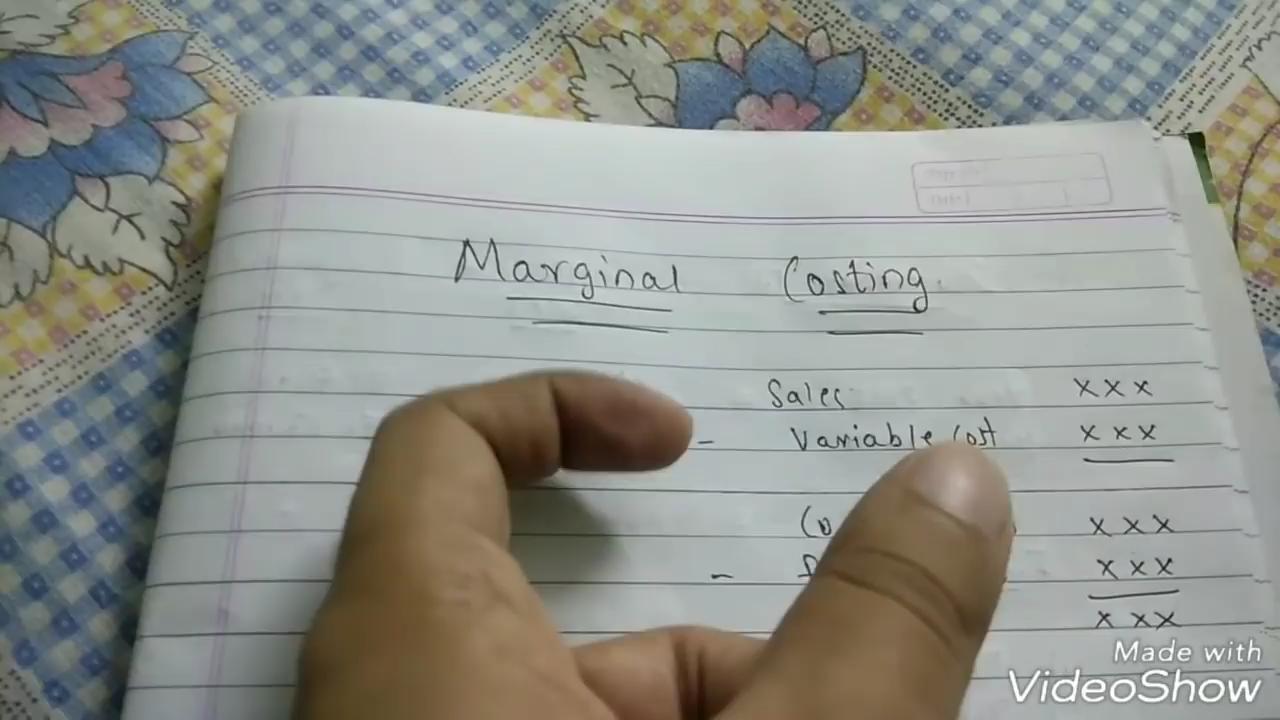 Marginal Costing
Sales xxx
- Variable Cost xxx
xxx
- xxx
xxx
Made with
VideoShow